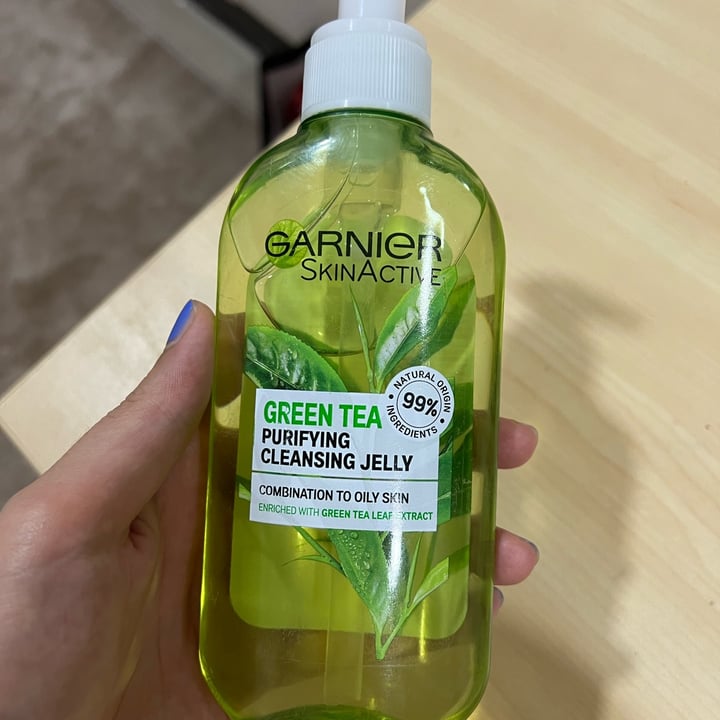 GARNIER
SKINACTIVE
NATURAL ORIGIN
99%
INGREDIENTS
GREEN TEA
PURIFYING
CLEANSING JELLY
COMBINATION TO OILY SKIN
ENRICHED WITH GREEN TEA LEAF EXTRACT